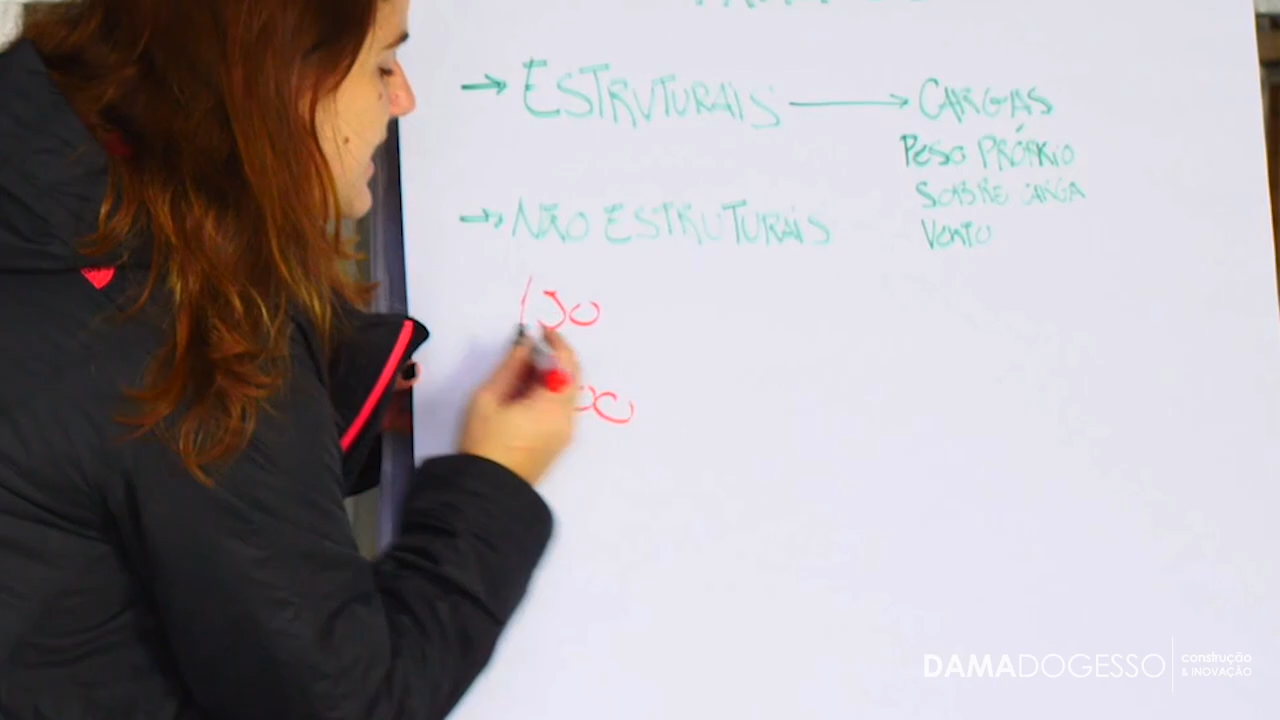 → ESTRUTURAIS → CARGAS
PESO PRÓPRIO
SOBRE CARGA
VENTO
→ NÃO ESTRUTURAIS
DAMADOGESSO
construção
& INOVAÇÃO